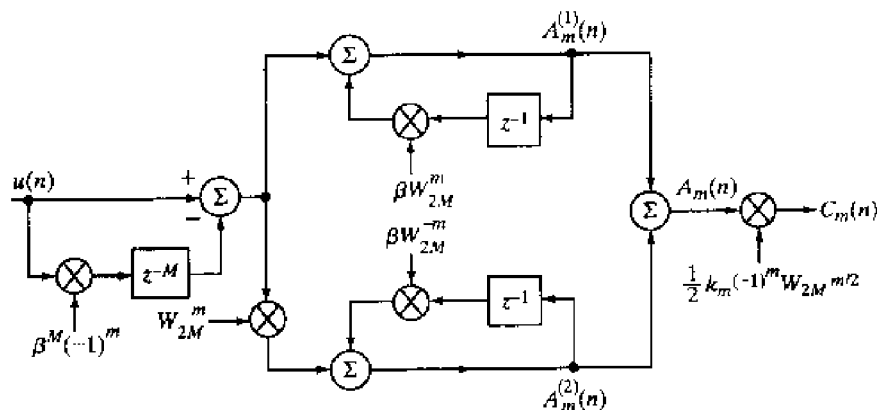 A_m^{(1)}(n)
Σ
z^{-1}
βW_{2M}^{m}
u(n)
+
Σ
−
A_m(n)
Σ
C_m(n)
βW_{2M}^{-m}
z^{-M}
z^{-1}
\frac{1}{2} k_m (-1)^m W_{2M}^{m/2}
W_{2M}^{m}
β^M(-1)^m
Σ
A_m^{(2)}(n)